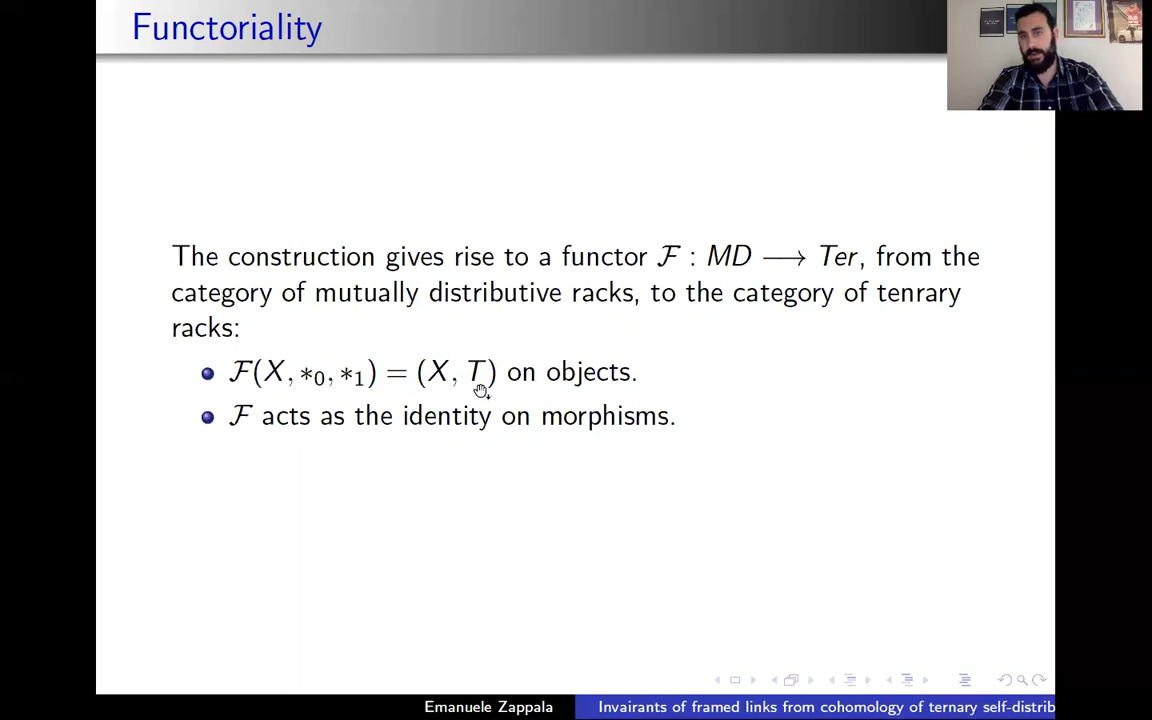 Functoriality
The construction gives rise to a functor ℱ : MD ⟶ Ter, from the
category of mutually distributive racks, to the category of tenrary
racks:
ℱ(X, *₀, *₁) = (X, T) on objects.
ℱ acts as the identity on morphisms.
Emanuele Zappala
Invairants of framed links from cohomology of ternary self-distrib